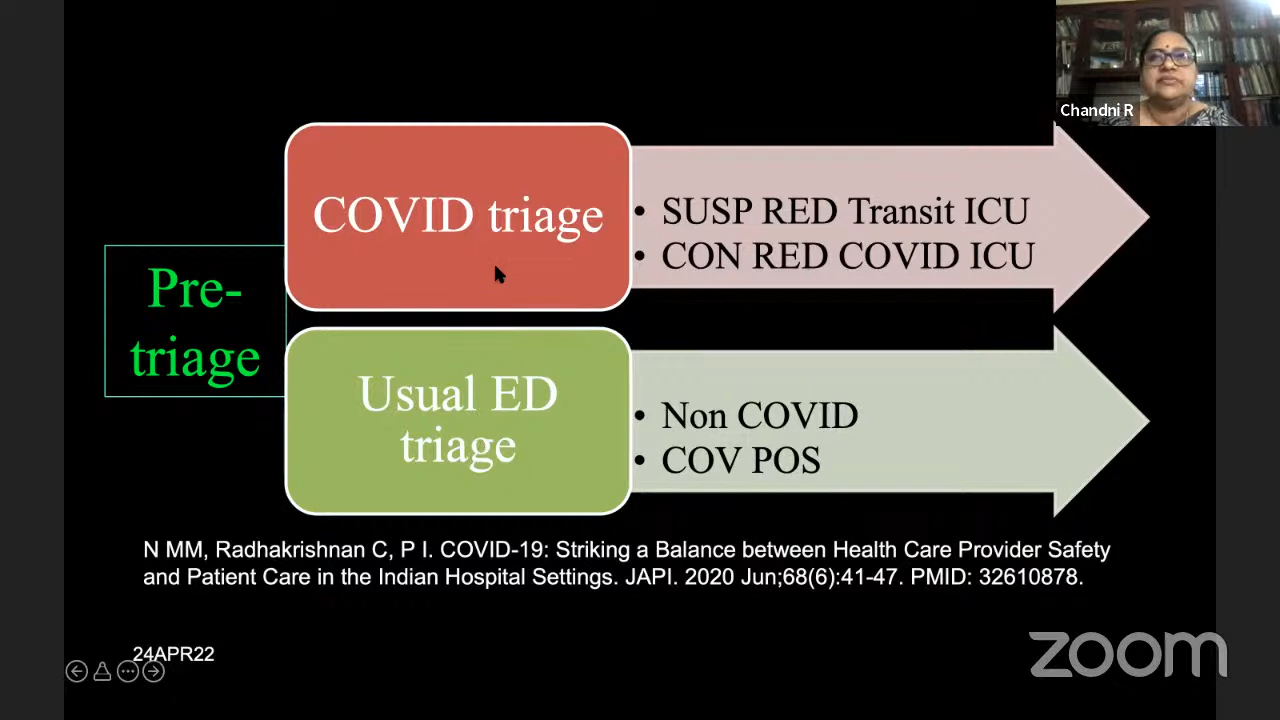 Chandni R
COVID triage
• SUSP RED Transit ICU
• CON RED COVID ICU
Pre-
triage
Usual ED
triage
• Non COVID
• COV POS
N MM, Radhakrishnan C, P I. COVID-19: Striking a Balance between Health Care Provider Safety
and Patient Care in the Indian Hospital Settings. JAPI. 2020 Jun;68(6):41-47. PMID: 32610878.
24APR22
zoom